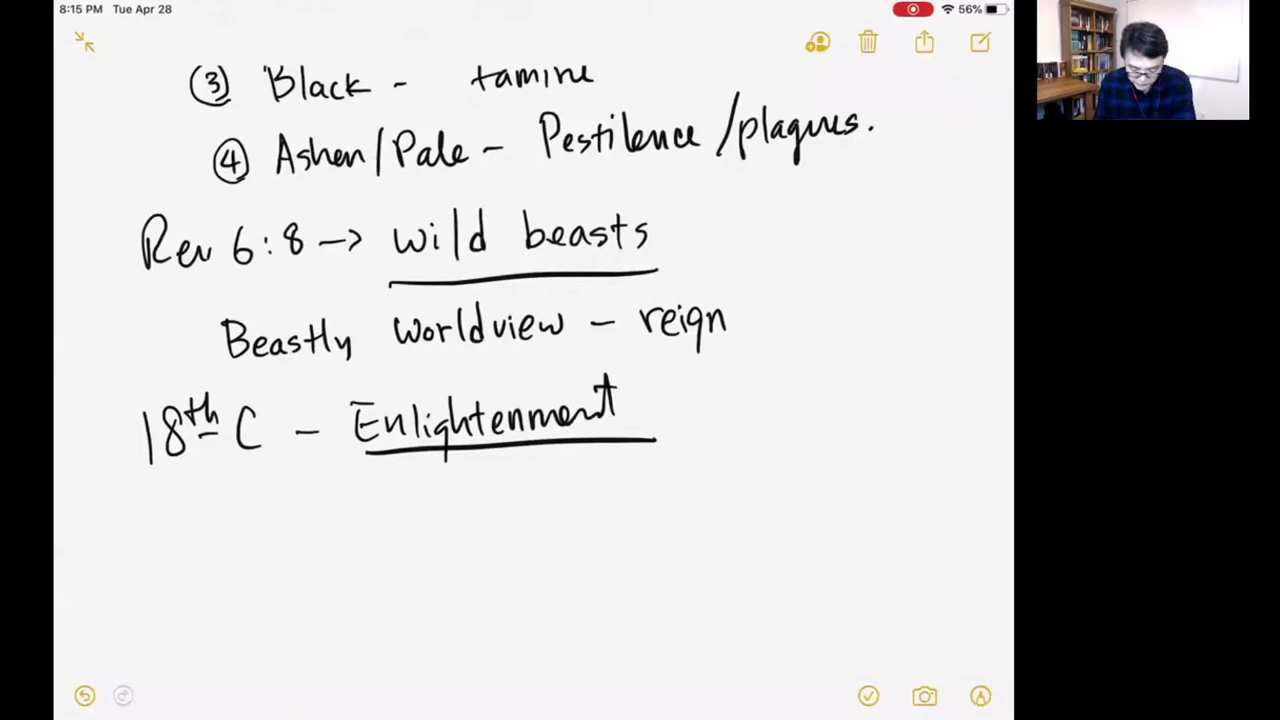 8:15 PM Tue Apr 28 56%
③ Black - famine
④ Ashen/Pale - Pestilence/plagues.
Rev 6:8 -> wild beasts
Beastly worldview - reign
18th C - Enlightenment